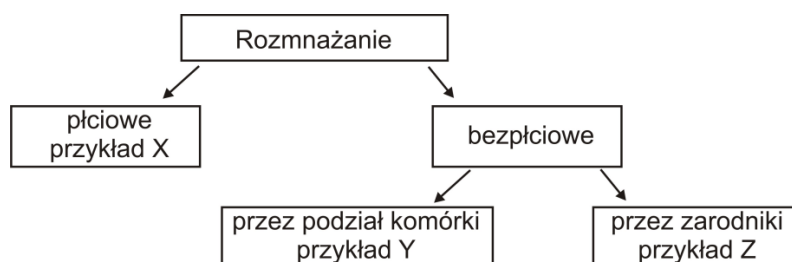 Rozmnażanie
płciowe
przykład X
bezpłciowe
przez podział komórki
przykład Y
przez zarodniki
przykład Z